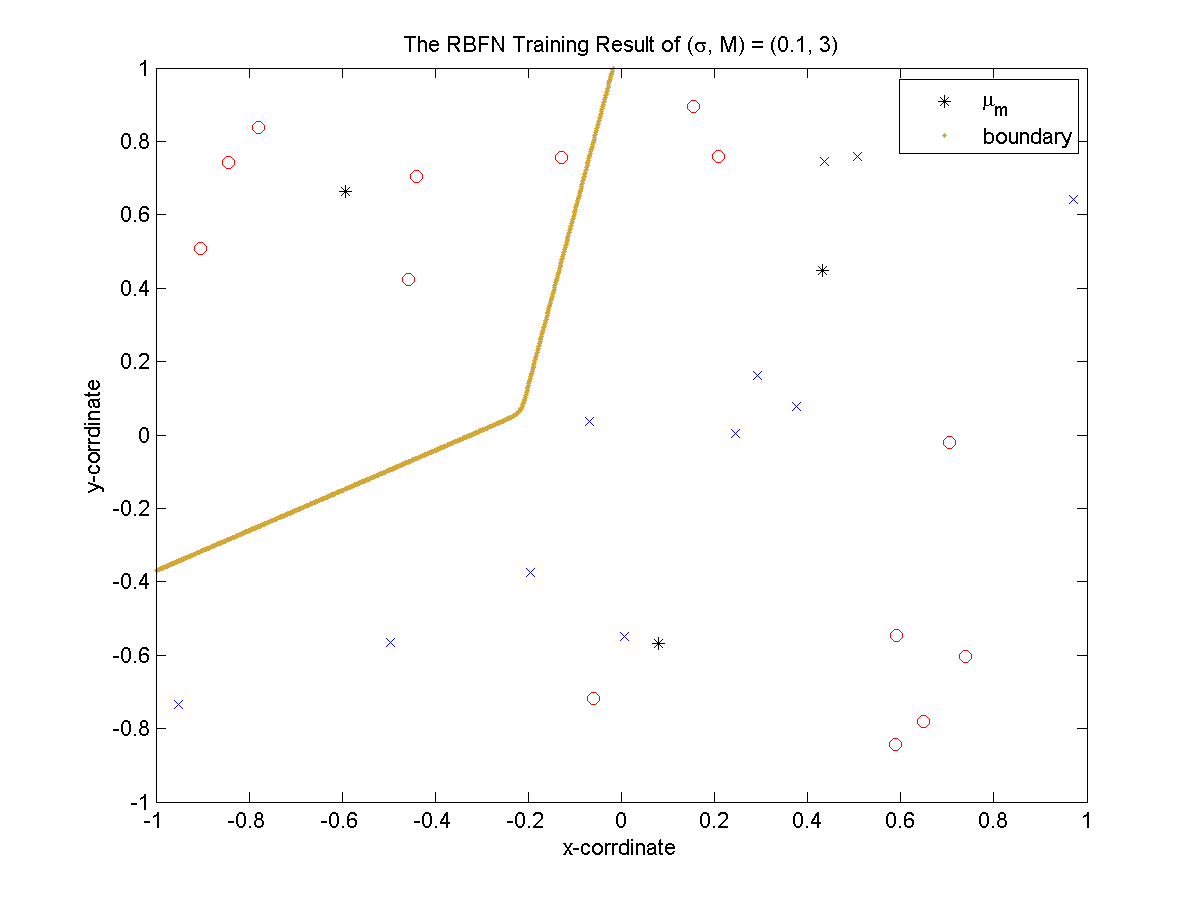 The RBFN Training Result of (σ, M) = (0.1, 3)
μm
boundary
1
0.8
0.6
0.4
0.2
0
-0.2
-0.4
-0.6
-0.8
-1
y-corrdinate
-1 -0.8 -0.6 -0.4 -0.2 0 0.2 0.4 0.6 0.8 1
x-corrdinate